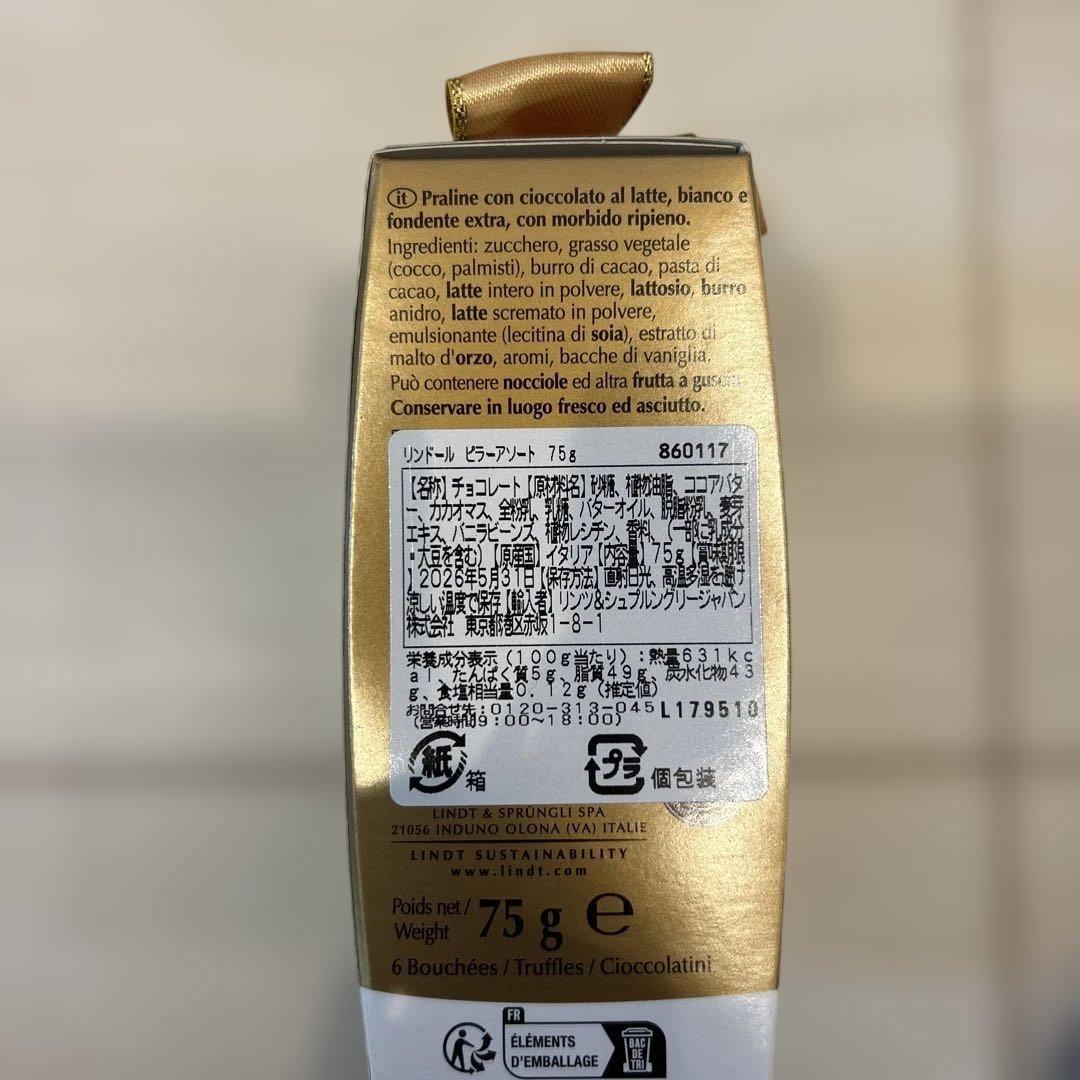 it Praline con cioccolato al latte, bianco e
fondente extra, con morbido ripieno.
Ingredienti: zucchero, grasso vegetale
(cocco, palmisti), burro di cacao, pasta di
cacao, latte intero in polvere, lattosio, burro
anidro, latte scremato in polvere,
emulsionante (lecitina di soia), estratto di
malto d'orzo, aromi, bacche di vaniglia.
Può contenere nocciole ed altra frutta a guscio.
Conservare in luogo fresco ed asciutto.
リンドール ピラーアソート 75g 860117
【名称】チョコレート【原材料名】砂糖、植物油脂、ココアバタ
ー、カカオマス、全粉乳、乳糖、バターオイル、脱脂粉乳、麦芽
エキス、バニラビーンズ、植物レシチン、香料、(一部に乳成分
・大豆を含む)【原産国】イタリア【内容量】75g【賞味期限
】2026年5月31日【保存方法】直射日光、高温多湿を避け
涼しい温度で保存【輸入者】リンツ&シュプルングリージャパン
株式会社 東京都港区赤坂1-8-1
栄養成分表示(100g当たり):熱量631kc
al、たんぱく質5g、脂質49g、炭水化物43
g、食塩相当量0.12g(推定値)
お問合せ先:0120-313-045 L179510
(営業時間9:00〜18:00)
紙 箱 プラ 個包装
LINDT & SPRÜNGLI SPA
21056 INDUNO OLONA (VA) ITALIE
LINDT SUSTAINABILITY
www.lindt.com
Poids net/
Weight 75 g e
6 Bouchées / Truffles / Cioccolatini
FR
ÉLÉMENTS
D'EMBALLAGE
BAC
DE
TRI